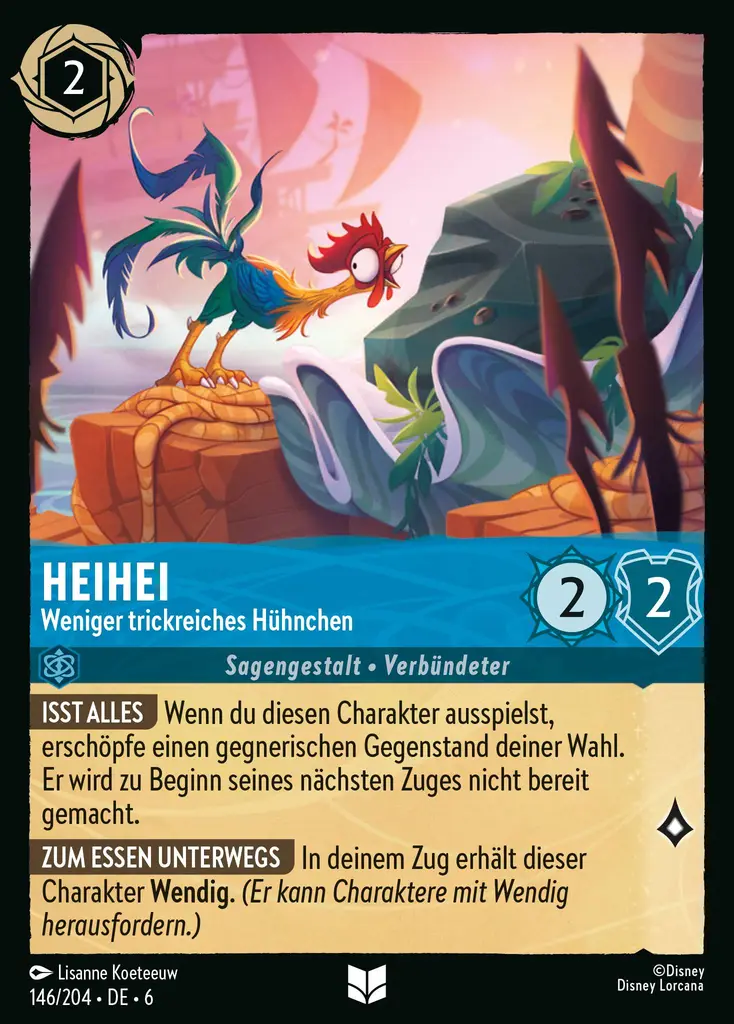 2
HEIHEI
Weniger trickreiches Hühnchen
2
2
Sagengestalt • Verbündeter
ISST ALLES Wenn du diesen Charakter ausspielst,
erschöpfe einen gegnerischen Gegenstand deiner Wahl.
Er wird zu Beginn seines nächsten Zuges nicht bereit
gemacht.
ZUM ESSEN UNTERWEGS In deinem Zug erhält dieser
Charakter Wendig. (Er kann Charaktere mit Wendig
herausfordern.)
Lisanne Koeteeuw
146/204 • DE • 6
©Disney
Disney Lorcana